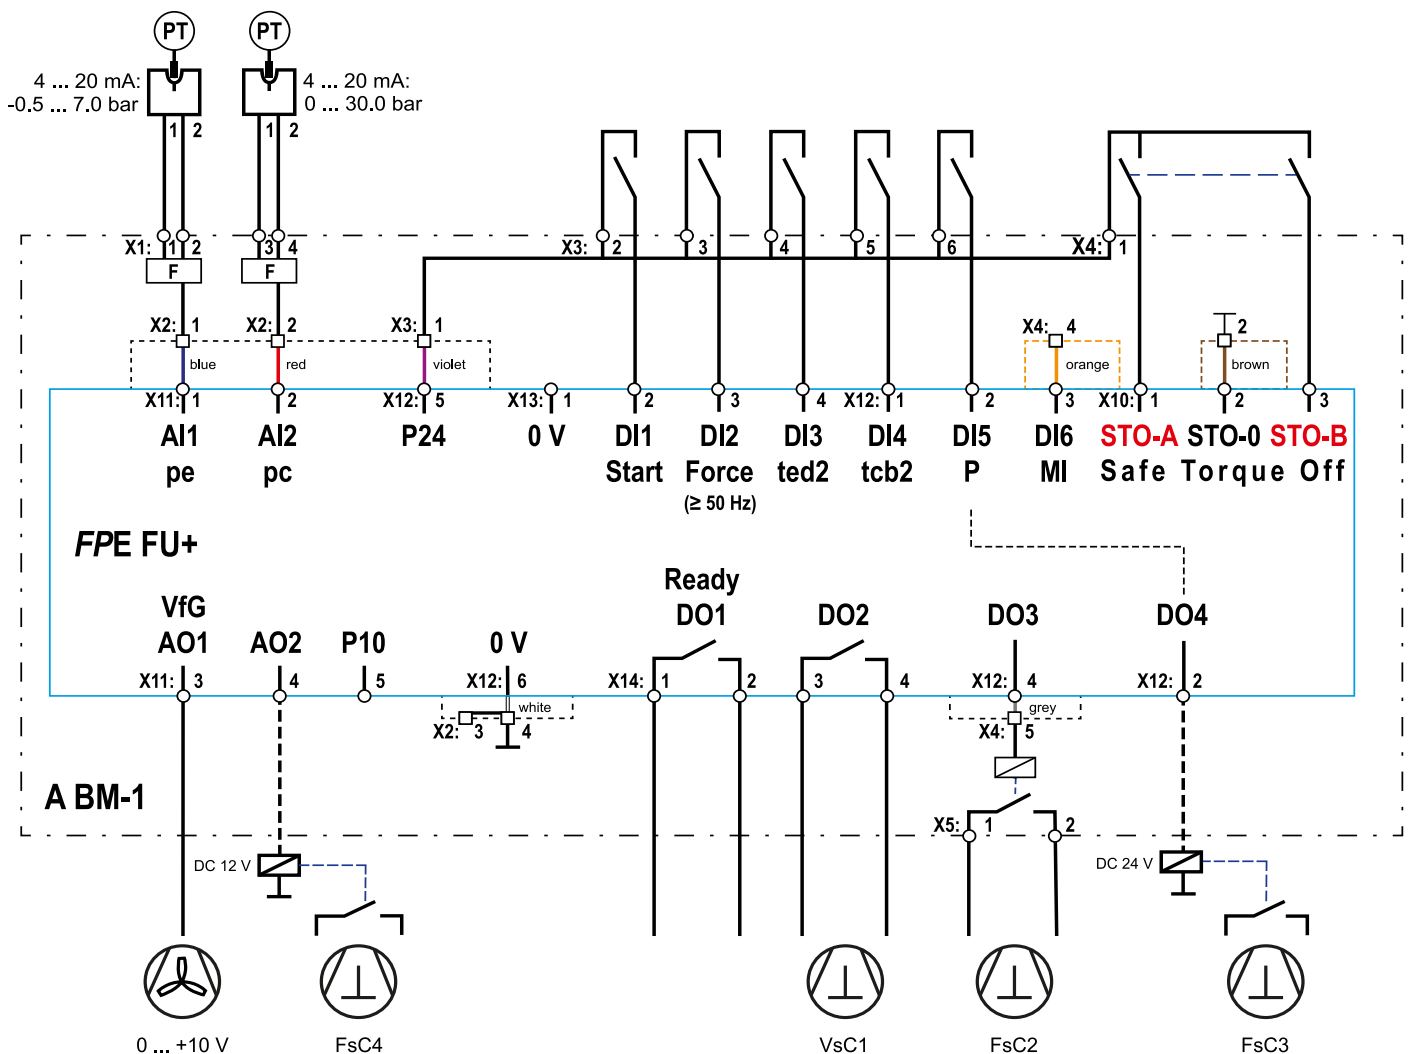 PT PT
4 ... 20 mA: 4 ... 20 mA:
-0.5 ... 7.0 bar 0 ... 30.0 bar
1 2 1 2
X1: 1 2 3 4 X3: 2 3 4 5 6 X4: 1
F F
X2: 1 X2: 2 X3: 1 X4: 4 2
blue red violet orange brown
X11: 1 2 X12: 5 X13: 1 2 3 4 X12: 1 2 3 X10: 1 2 3
AI1 AI2 P24 0 V DI1 DI2 DI3 DI4 DI5 DI6 STO-A STO-0 STO-B
pe pc Start Force ted2 tcb2 P MI Safe Torque Off
(≥ 50 Hz)
FPE FU+
Ready
VfG
DO1 DO2 DO3 DO4
AO1 AO2 P10 0 V
X11: 3 4 5 X12: 6 X14: 1 2 3 4 X12: 4 X12: 2
white grey
X2: 3 4 X4: 5
A BM-1
X5: 1 2
DC 12 V DC 24 V
0 ... +10 V FsC4 VsC1 FsC2 FsC3